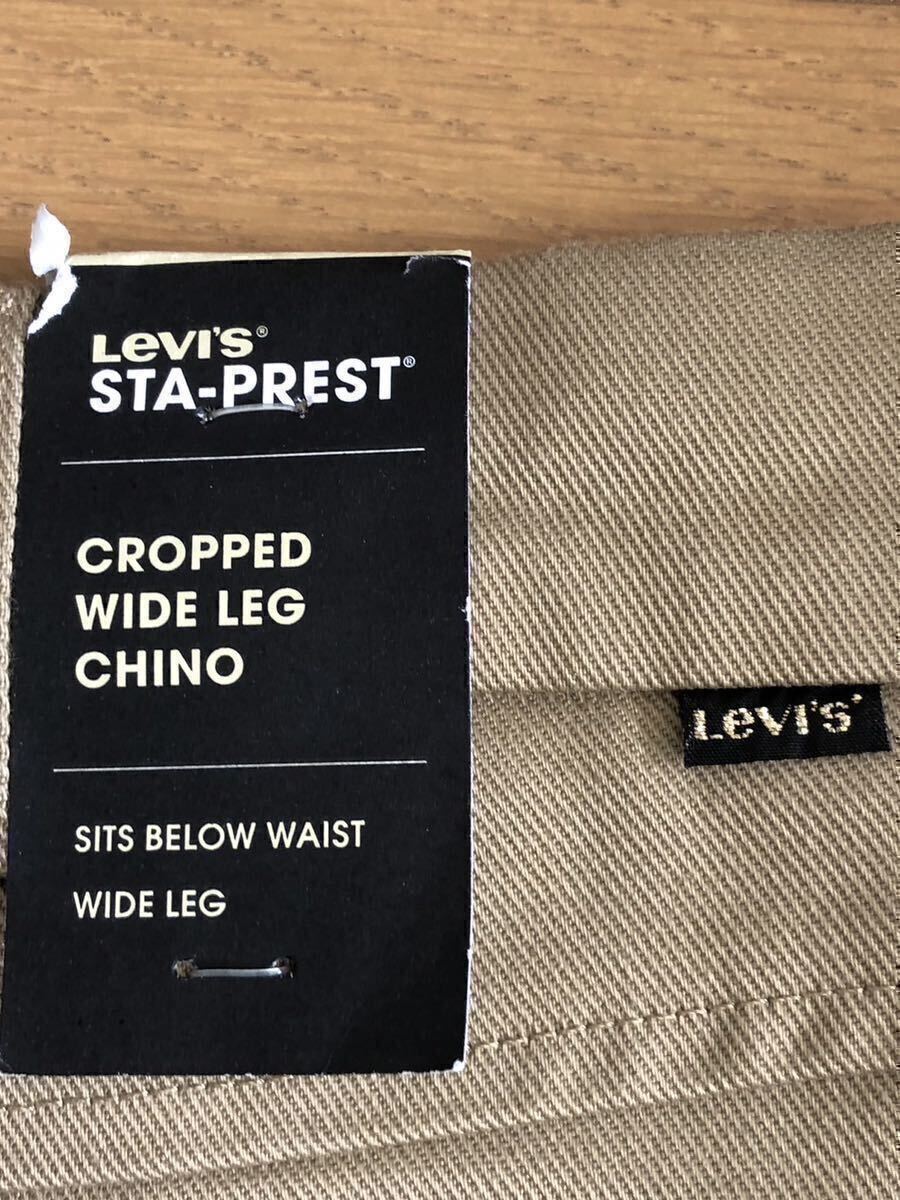 Levi's®
STA-PREST®
CROPPED
WIDE LEG
CHINO
SITS BELOW WAIST
WIDE LEG
Levi's